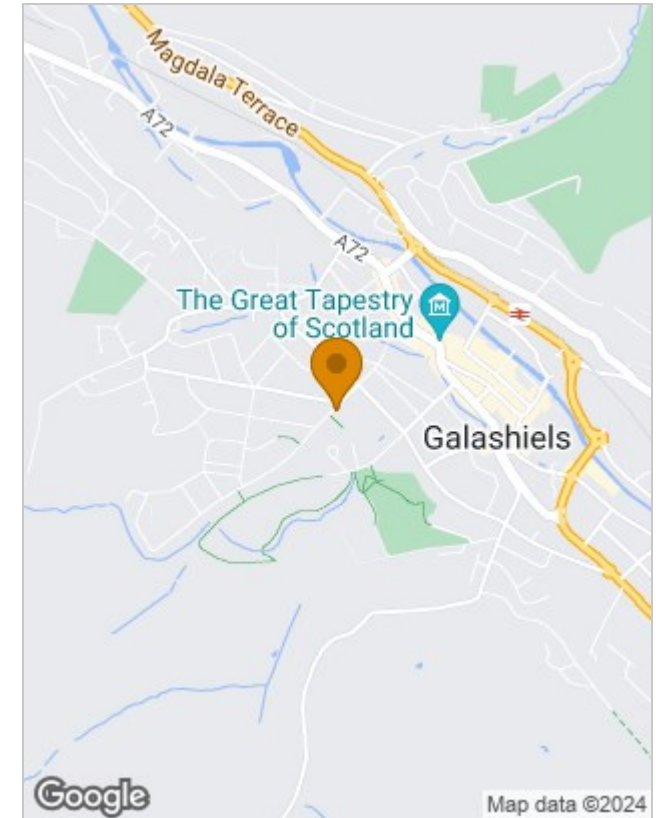 Magdala Terrace
A72
A72
The Great Tapestry
of Scotland
M
Galashiels
Google
Map data ©2024